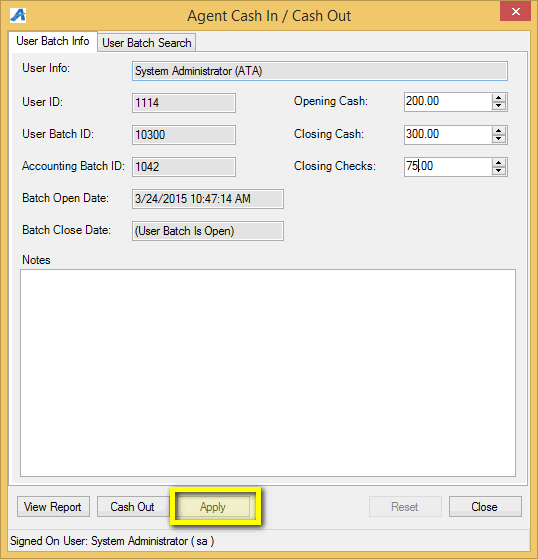 Agent Cash In / Cash Out
User Batch Info
User Batch Search
User Info: System Administrator (ATA)
User ID: 1114 Opening Cash: 200.00
User Batch ID: 10300 Closing Cash: 300.00
Accounting Batch ID: 1042 Closing Checks: 75.00
Batch Open Date: 3/24/2015 10:47:14 AM
Batch Close Date: (User Batch Is Open)
Notes
View Report Cash Out Apply Reset Close
Signed On User: System Administrator ( sa )